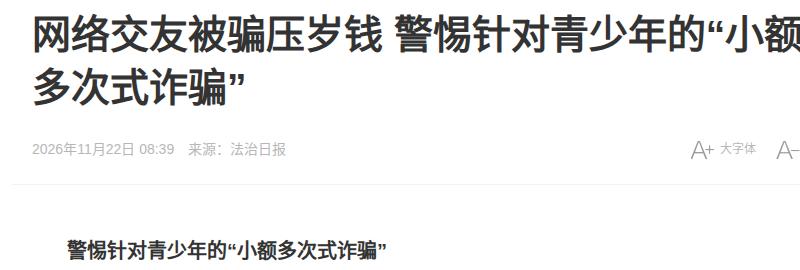 网络交友被骗压岁钱 警惕针对青少年的“小额
多次式诈骗”
2026年11月22日 08:39 来源：法治日报 A+ 大字体 A-
警惕针对青少年的“小额多次式诈骗”